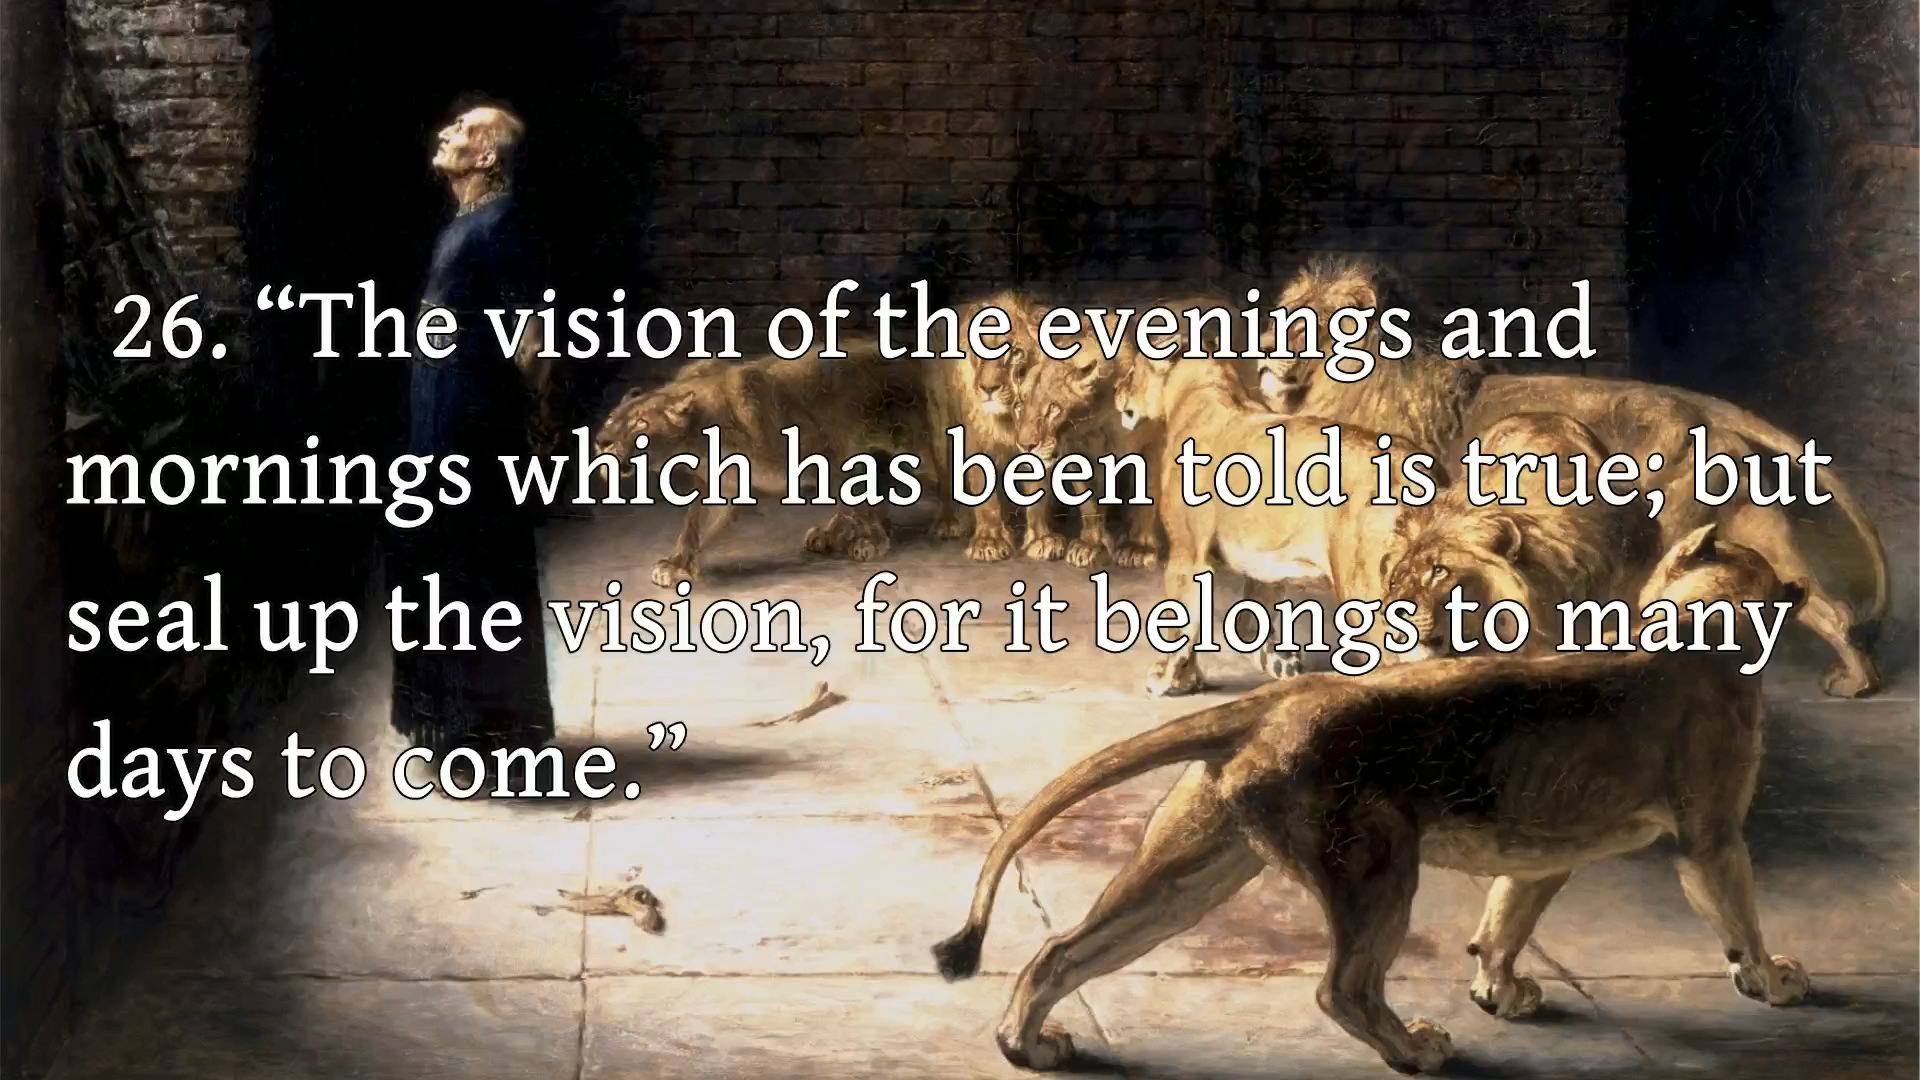 26. “The vision of the evenings and
mornings which has been told is true; but
seal up the vision, for it belongs to many
days to come.”